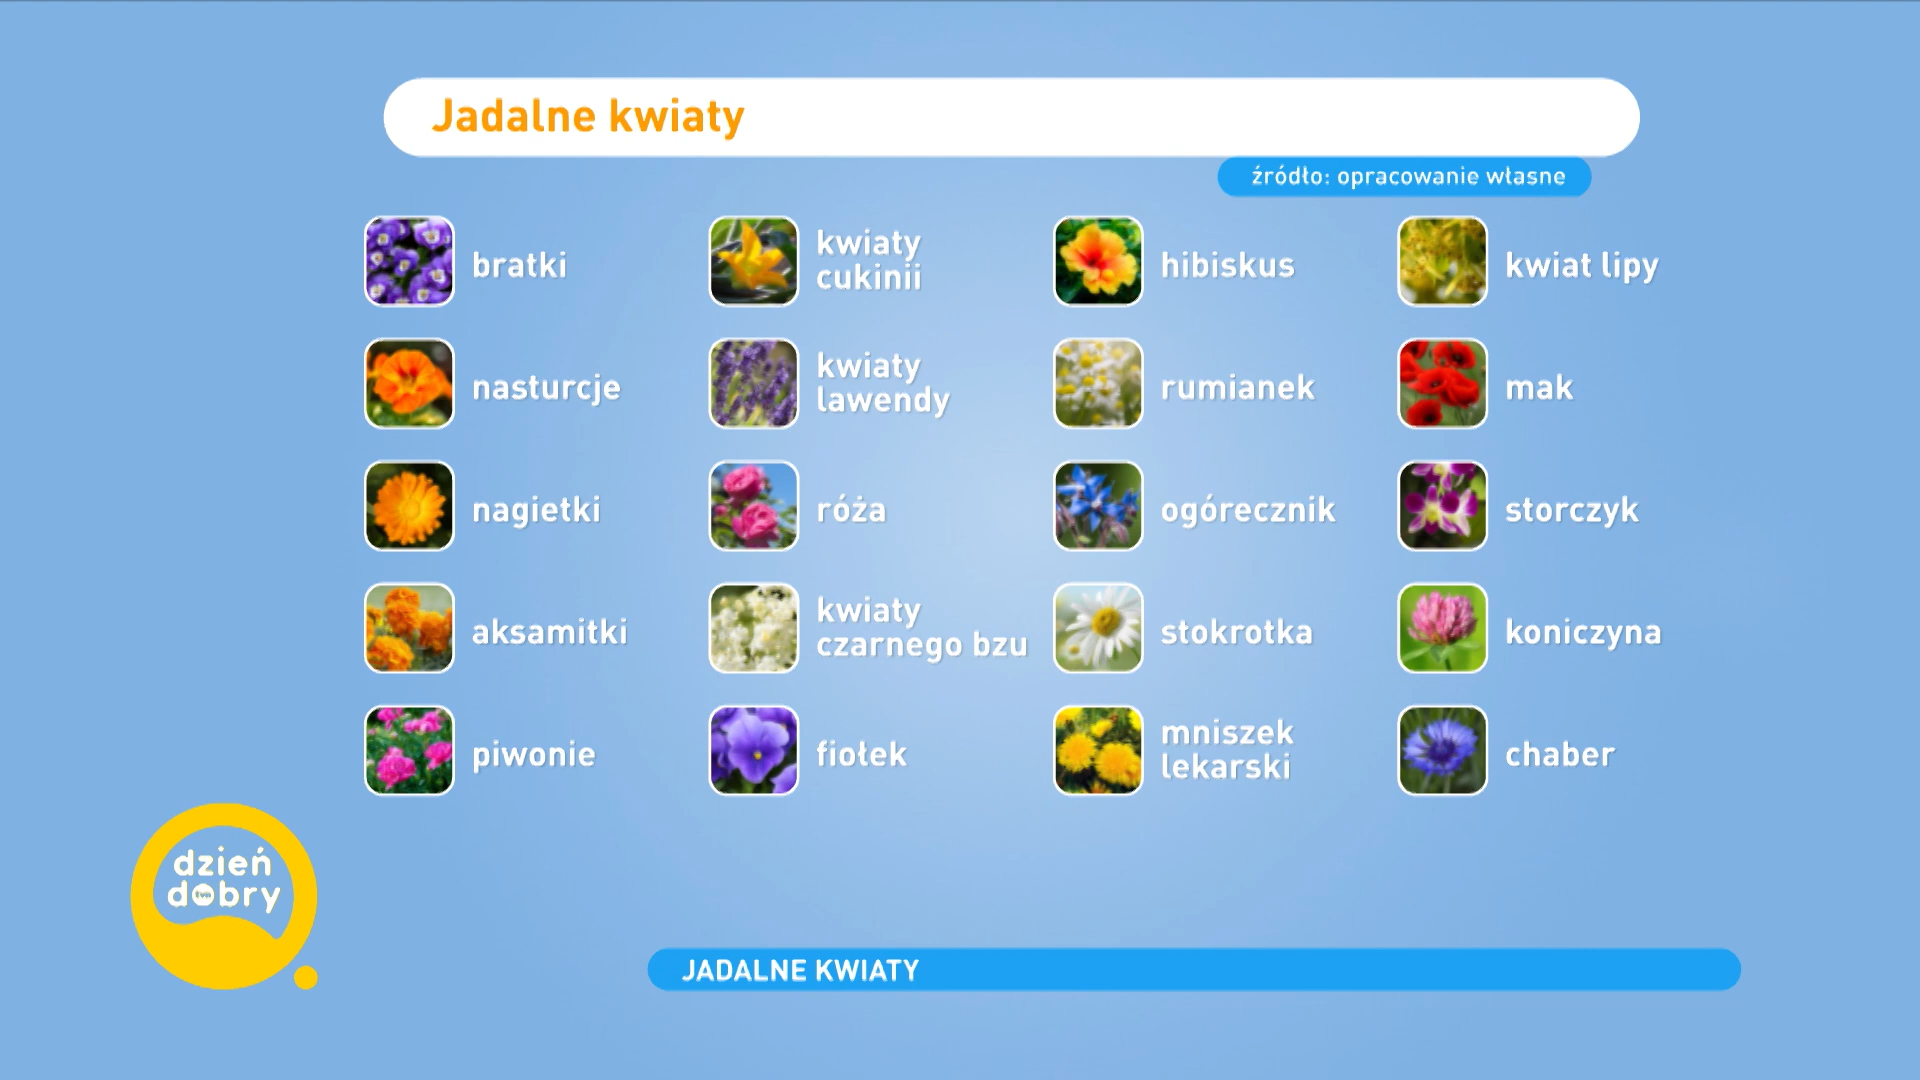 Jadalne kwiaty
źródło: opracowanie własne
bratki
kwiaty
cukinii
hibiskus
kwiat lipy
nasturcje
kwiaty
lawendy
rumianek
mak
nagietki
róża
ogórecznik
storczyk
aksamitki
kwiaty
czarnego bzu
stokrotka
koniczyna
piwonie
fiołek
mniszek
lekarski
chaber
dzień
dobry
tvn
JADALNE KWIATY